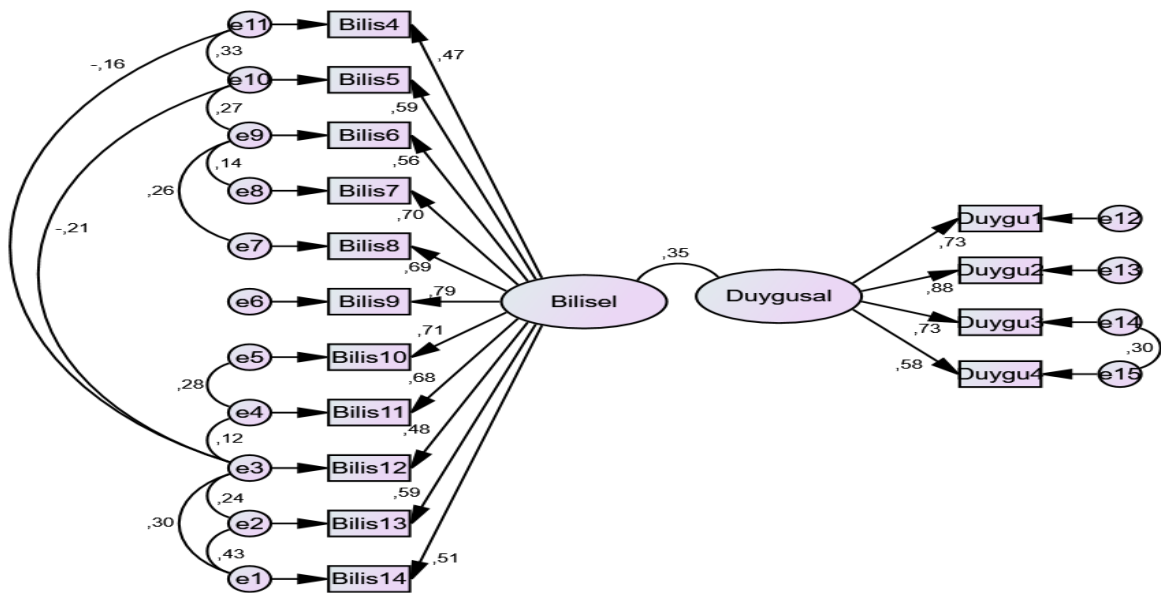 e11 Bilis4
-,16
,33
,47
e10 Bilis5
,27
,59
e9 Bilis6
,14
,56
,26
e8 Bilis7
-,21
,70
e7 Bilis8
,69
e6 Bilis9
,79
Bilisel
,35
Duygusal
,71
e5 Bilis10
,28
,68
e4 Bilis11
,12
,48
e3 Bilis12
,24
,59
,30
e2 Bilis13
,43
,51
e1 Bilis14
Duygu1 e12
,73
Duygu2 e13
,88
Duygu3 e14
,73
,30
,58
Duygu4 e15